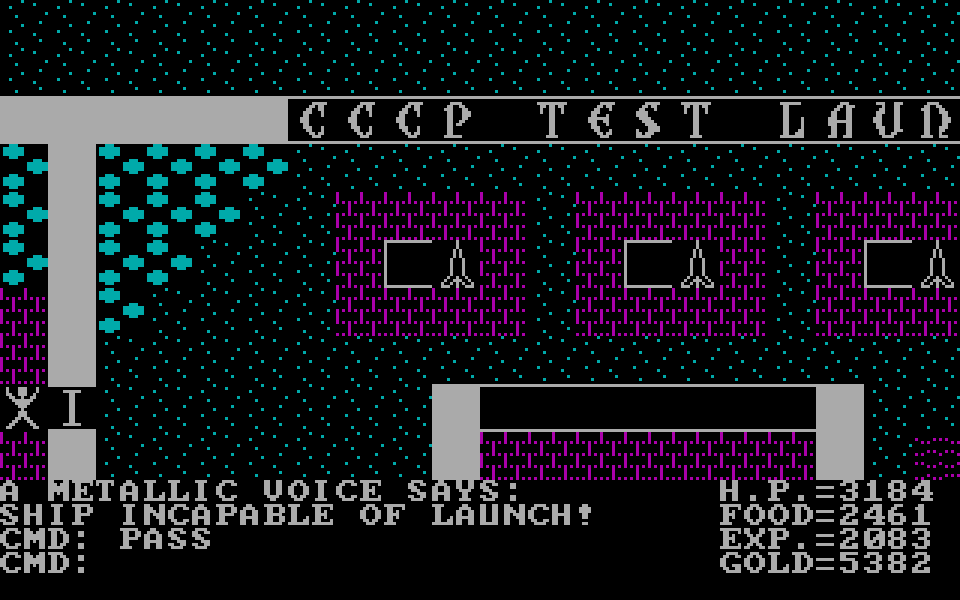 CCCP TEST LAUN
I
A METALLIC VOICE SAYS: H.P.=3184
SHIP INCAPABLE OF LAUNCH! FOOD=2461
CMD: PASS EXP.=2083
CMD: GOLD=5382